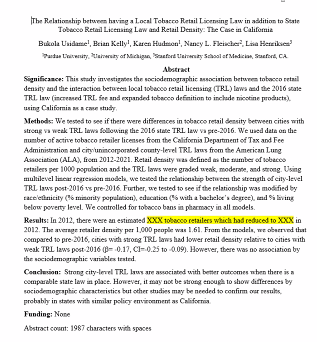 The Relationship between having a Local Tobacco Retail Licensing Law in addition to State
Tobacco Retail Licensing Law and Retail Density: The Case in California
Bukola Usidame¹, Brian Kelly¹, Karen Hudmon¹, Nancy L. Fleischer², Lisa Henriksen³
¹Purdue University, ²University of Michigan, ³Stanford University School of Medicine, Stanford, CA.
Abstract
Significance: This study investigates the sociodemographic association between tobacco retail
density and the interaction between local tobacco retail licensing (TRL) laws and the 2016 state
TRL law (increased TRL fee and expanded definition to include nicotine products),
using California as a case study.
Methods: We tested to see if there were differences in tobacco retail density between cities with
strong vs weak TRL laws following the 2016 state TRL law vs pre-2016. We used data on the
number of active tobacco retailer licenses from the California Department of Tax and Fee
Administration and city/unincorporated county-level TRL laws from the American Lung
Association (ALA), from 2012-2021. Retail density was defined as the number of tobacco
retailers per 1000 population and the TRL laws were graded weak, moderate, and strong. Using
multilevel linear regression models, we tested the relationship between the strength of city-level
TRL laws post-2016 vs pre-2016. Further, we tested to see if the relationship was modified by
race/ethnicity (% minority population), education (% with a bachelor's degree), and % living
below poverty level. We controlled for tobacco bans in pharmacy in all models.
Results: In 2012, there were an estimated XXX tobacco retailers which had reduced to XXX in
2012. The average retailer density per 1,000 people was 1.61. From the models, we observed that
compared to pre-2016, cities with strong TRL laws had lower retail density relative to cities with
weak TRL laws post-2016 (β= -0.17, CI=-0.25 to -0.09). However, there was no association by
the sociodemographic variables tested.
Conclusion: Strong city-level TRL laws are associated with better outcomes when there is a
comparable state law in place. However, it may not be strong enough to show differences by
sociodemographic characteristics but other studies may be needed to confirm our results,
probably in states with similar policy environment as California.
Funding: None
Abstract count: 1987 characters with spaces